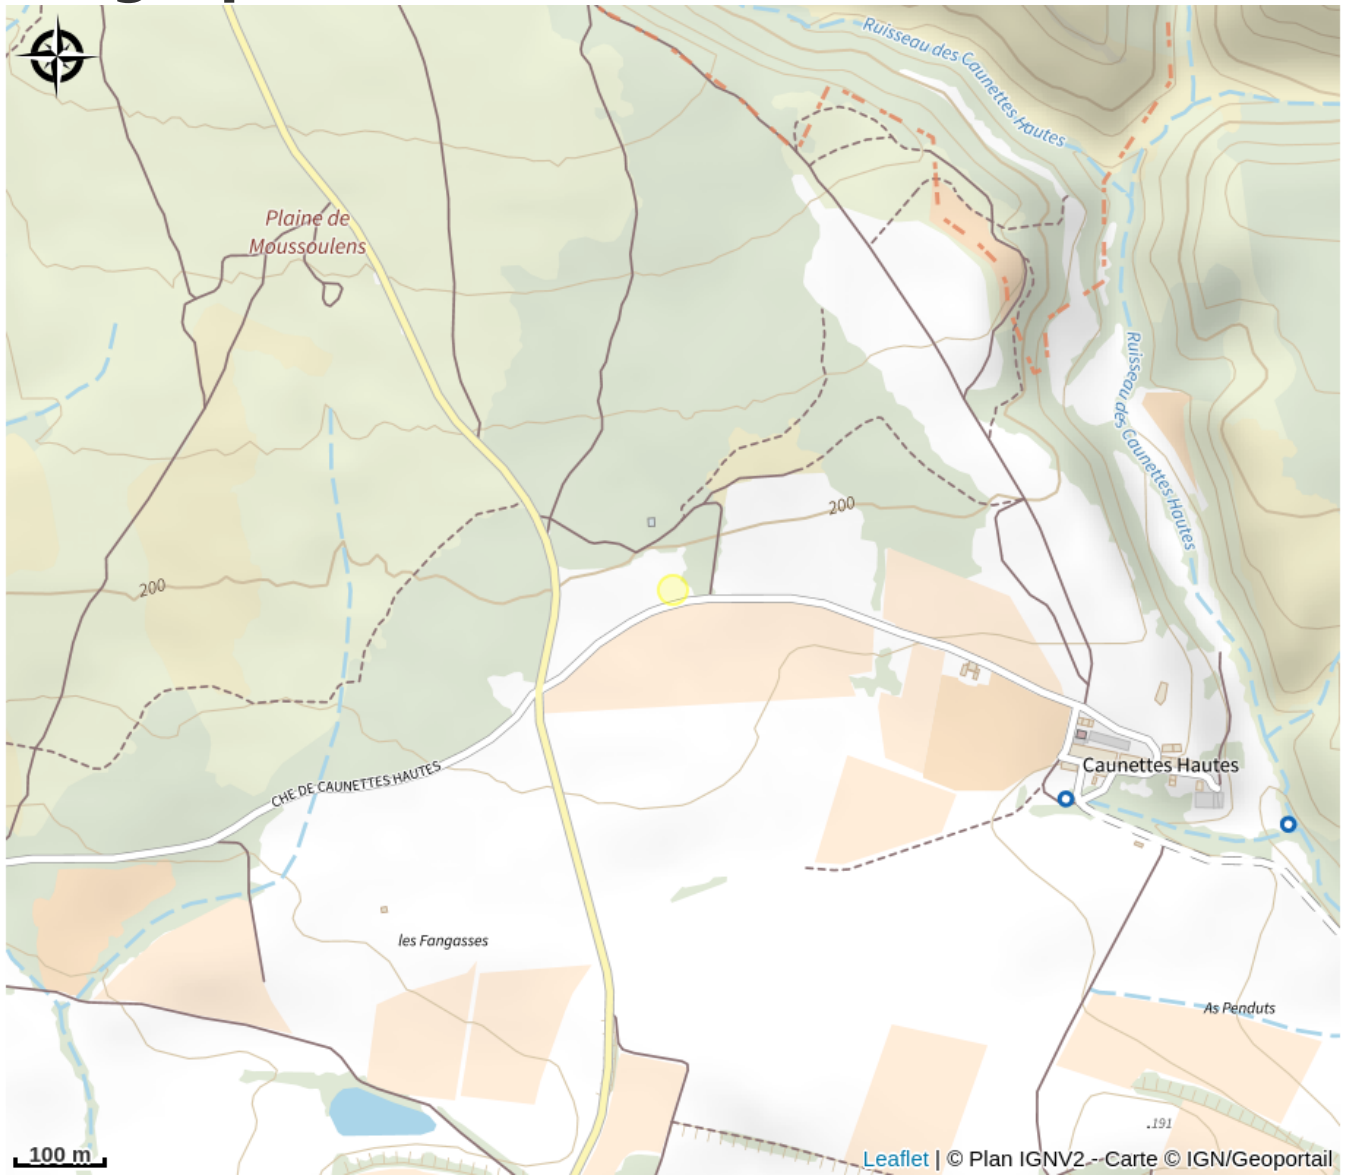 Ruisseau des Caunettes Hautes
Plaine de
Moussoulens
Ruisseau des Caunettes Hautes
200
200
CHE DE CAUNETTES HAUTES
Caunettes Hautes
les Fangasses
As Penduts
.191
100 m
Leaflet | © Plan IGNV2 - Carte © IGN/Geoportail